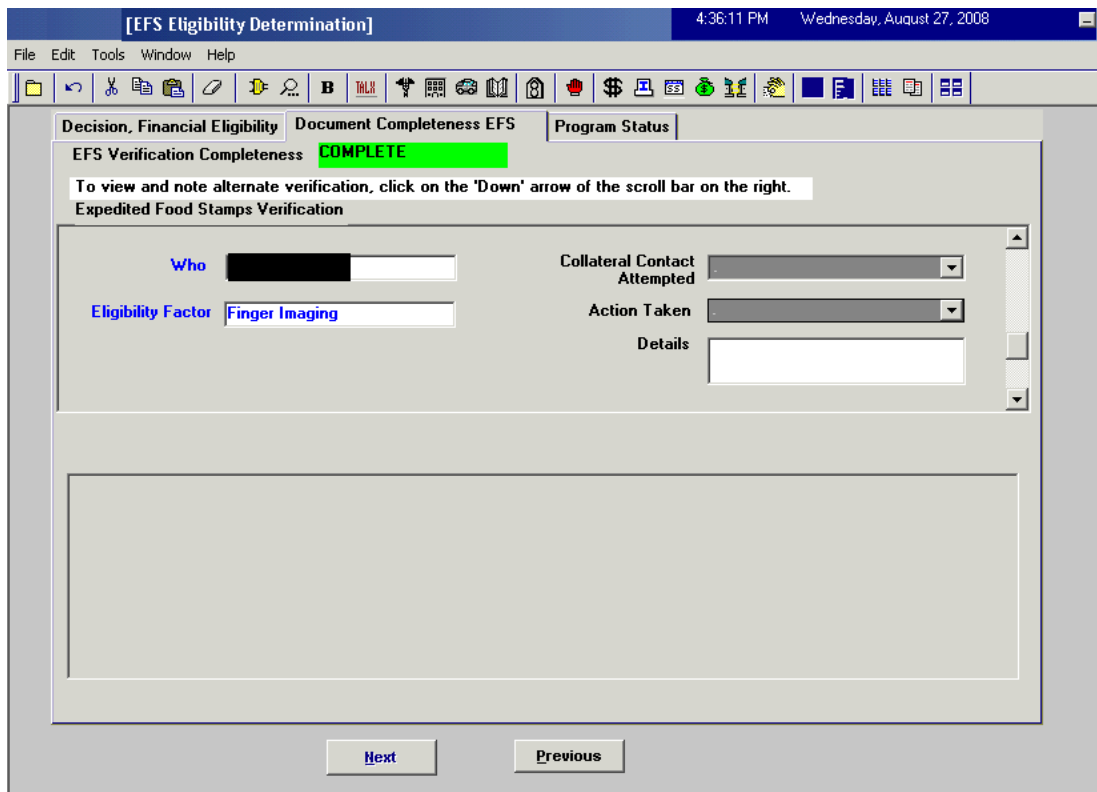 [EFS Eligibility Determination] 4:36:11 PM Wednesday, August 27, 2008
File Edit Tools Window Help
B TALX
Decision, Financial Eligibility Document Completeness EFS Program Status
EFS Verification Completeness COMPLETE
To view and note alternate verification, click on the 'Down' arrow of the scroll bar on the right.
Expedited Food Stamps Verification
Who
Collateral Contact
Attempted
Eligibility Factor Finger Imaging
Action Taken
Details
Next Previous